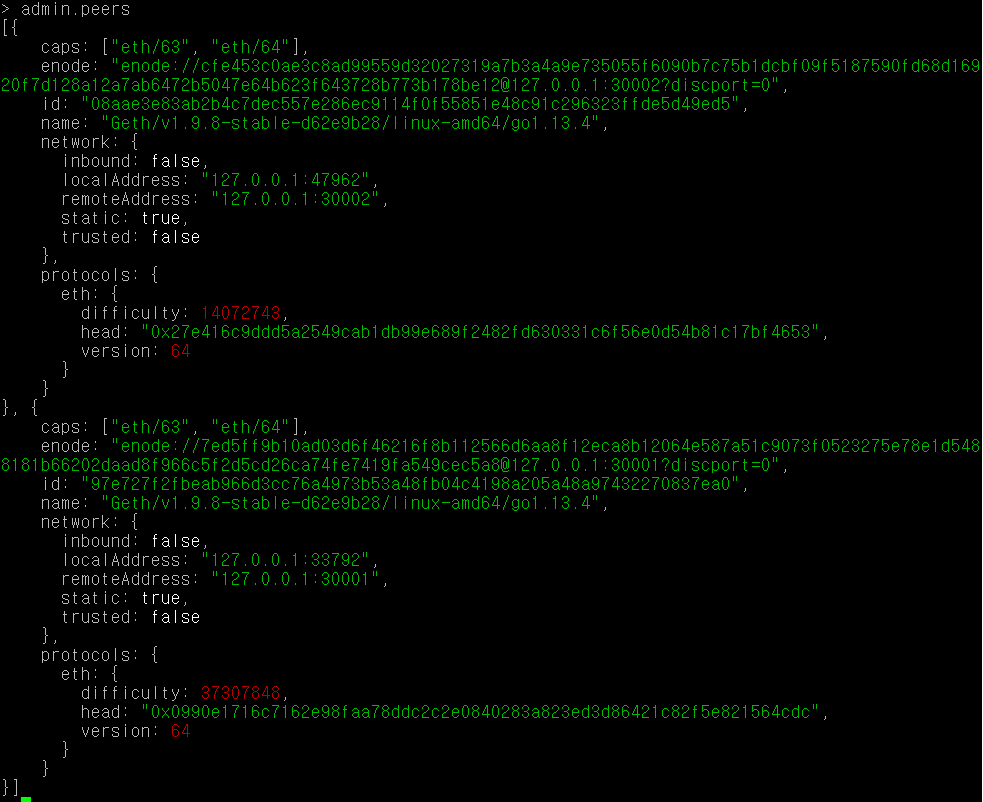 > admin.peers
[{
    caps: ["eth/63", "eth/64"],
    enode: "enode://cfe453c0ae3c8ad99559d32027319a7b3a4a9e735055f6090b7c75b1dcbf09f5187590fd68d169
20f7d128a12a7ab6472b5047e64b623f643728b773b178be12@127.0.0.1:30002?discport=0",
    id: "08aae3e83ab2b4c7dec557e286ec9114f0f55851e48c91c296323ffde5d49ed5",
    name: "Geth/v1.9.8-stable-d62e9b28/linux-amd64/go1.13.4",
    network: {
      inbound: false,
      localAddress: "127.0.0.1:47962",
      remoteAddress: "127.0.0.1:30002",
      static: true,
      trusted: false
    },
    protocols: {
      eth: {
        difficulty: 14072743,
        head: "0x27e416c9ddd5a2549cab1db99e689f2482fd630331c6f56e0d54b81c17bf4653",
        version: 64
      }
    }
}, {
    caps: ["eth/63", "eth/64"],
    enode: "enode://7ed5ff9b10ad03d6f46216f8b112566d6aa8f12eca8b12064e587a51c9073f0523275e78e1d548
8181b66202daad8f966c5f2d5cd26ca74fe7419fa549cec5a8@127.0.0.1:30001?discport=0",
    id: "97e727f2fbeab966d3cc76a4973b53a48fb04c4198a205a48a97432270837ea0",
    name: "Geth/v1.9.8-stable-d62e9b28/linux-amd64/go1.13.4",
    network: {
      inbound: false,
      localAddress: "127.0.0.1:33792",
      remoteAddress: "127.0.0.1:30001",
      static: true,
      trusted: false
    },
    protocols: {
      eth: {
        difficulty: 37307848,
        head: "0x0990e1716c7162e98faa78ddc2c2e0840283a823ed3d86421c82f5e821564cdc",
        version: 64
      }
    }
}]